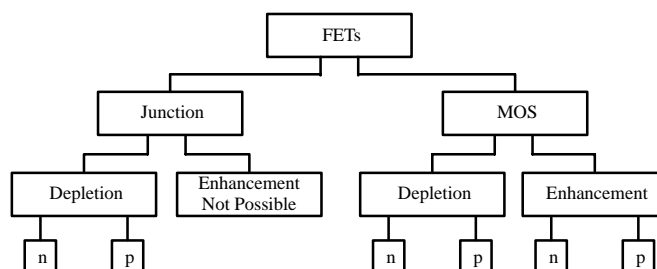 FETs
Junction
MOS
Depletion
Enhancement
Not Possible
Depletion
Enhancement
n
p
n
p
n
p